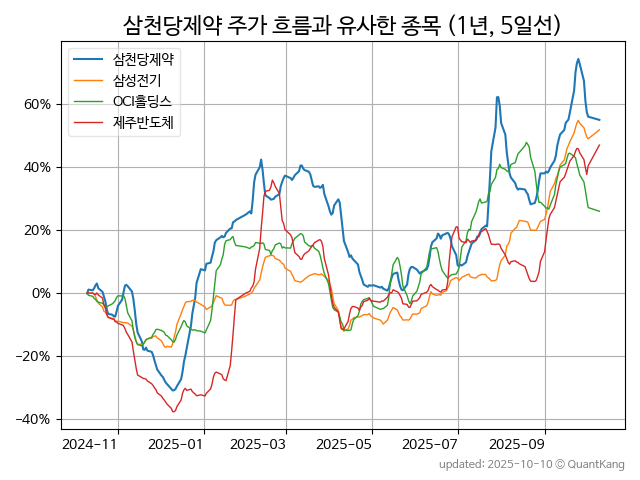 삼천당제약 주가 흐름과 유사한 종목 (1년, 5일선)
삼천당제약
삼성전기
OCI홀딩스
제주반도체
60%
40%
20%
0%
−20%
−40%
2024-11
2025-01
2025-03
2025-05
2025-07
2025-09
updated: 2025-10-10 © QuantKang